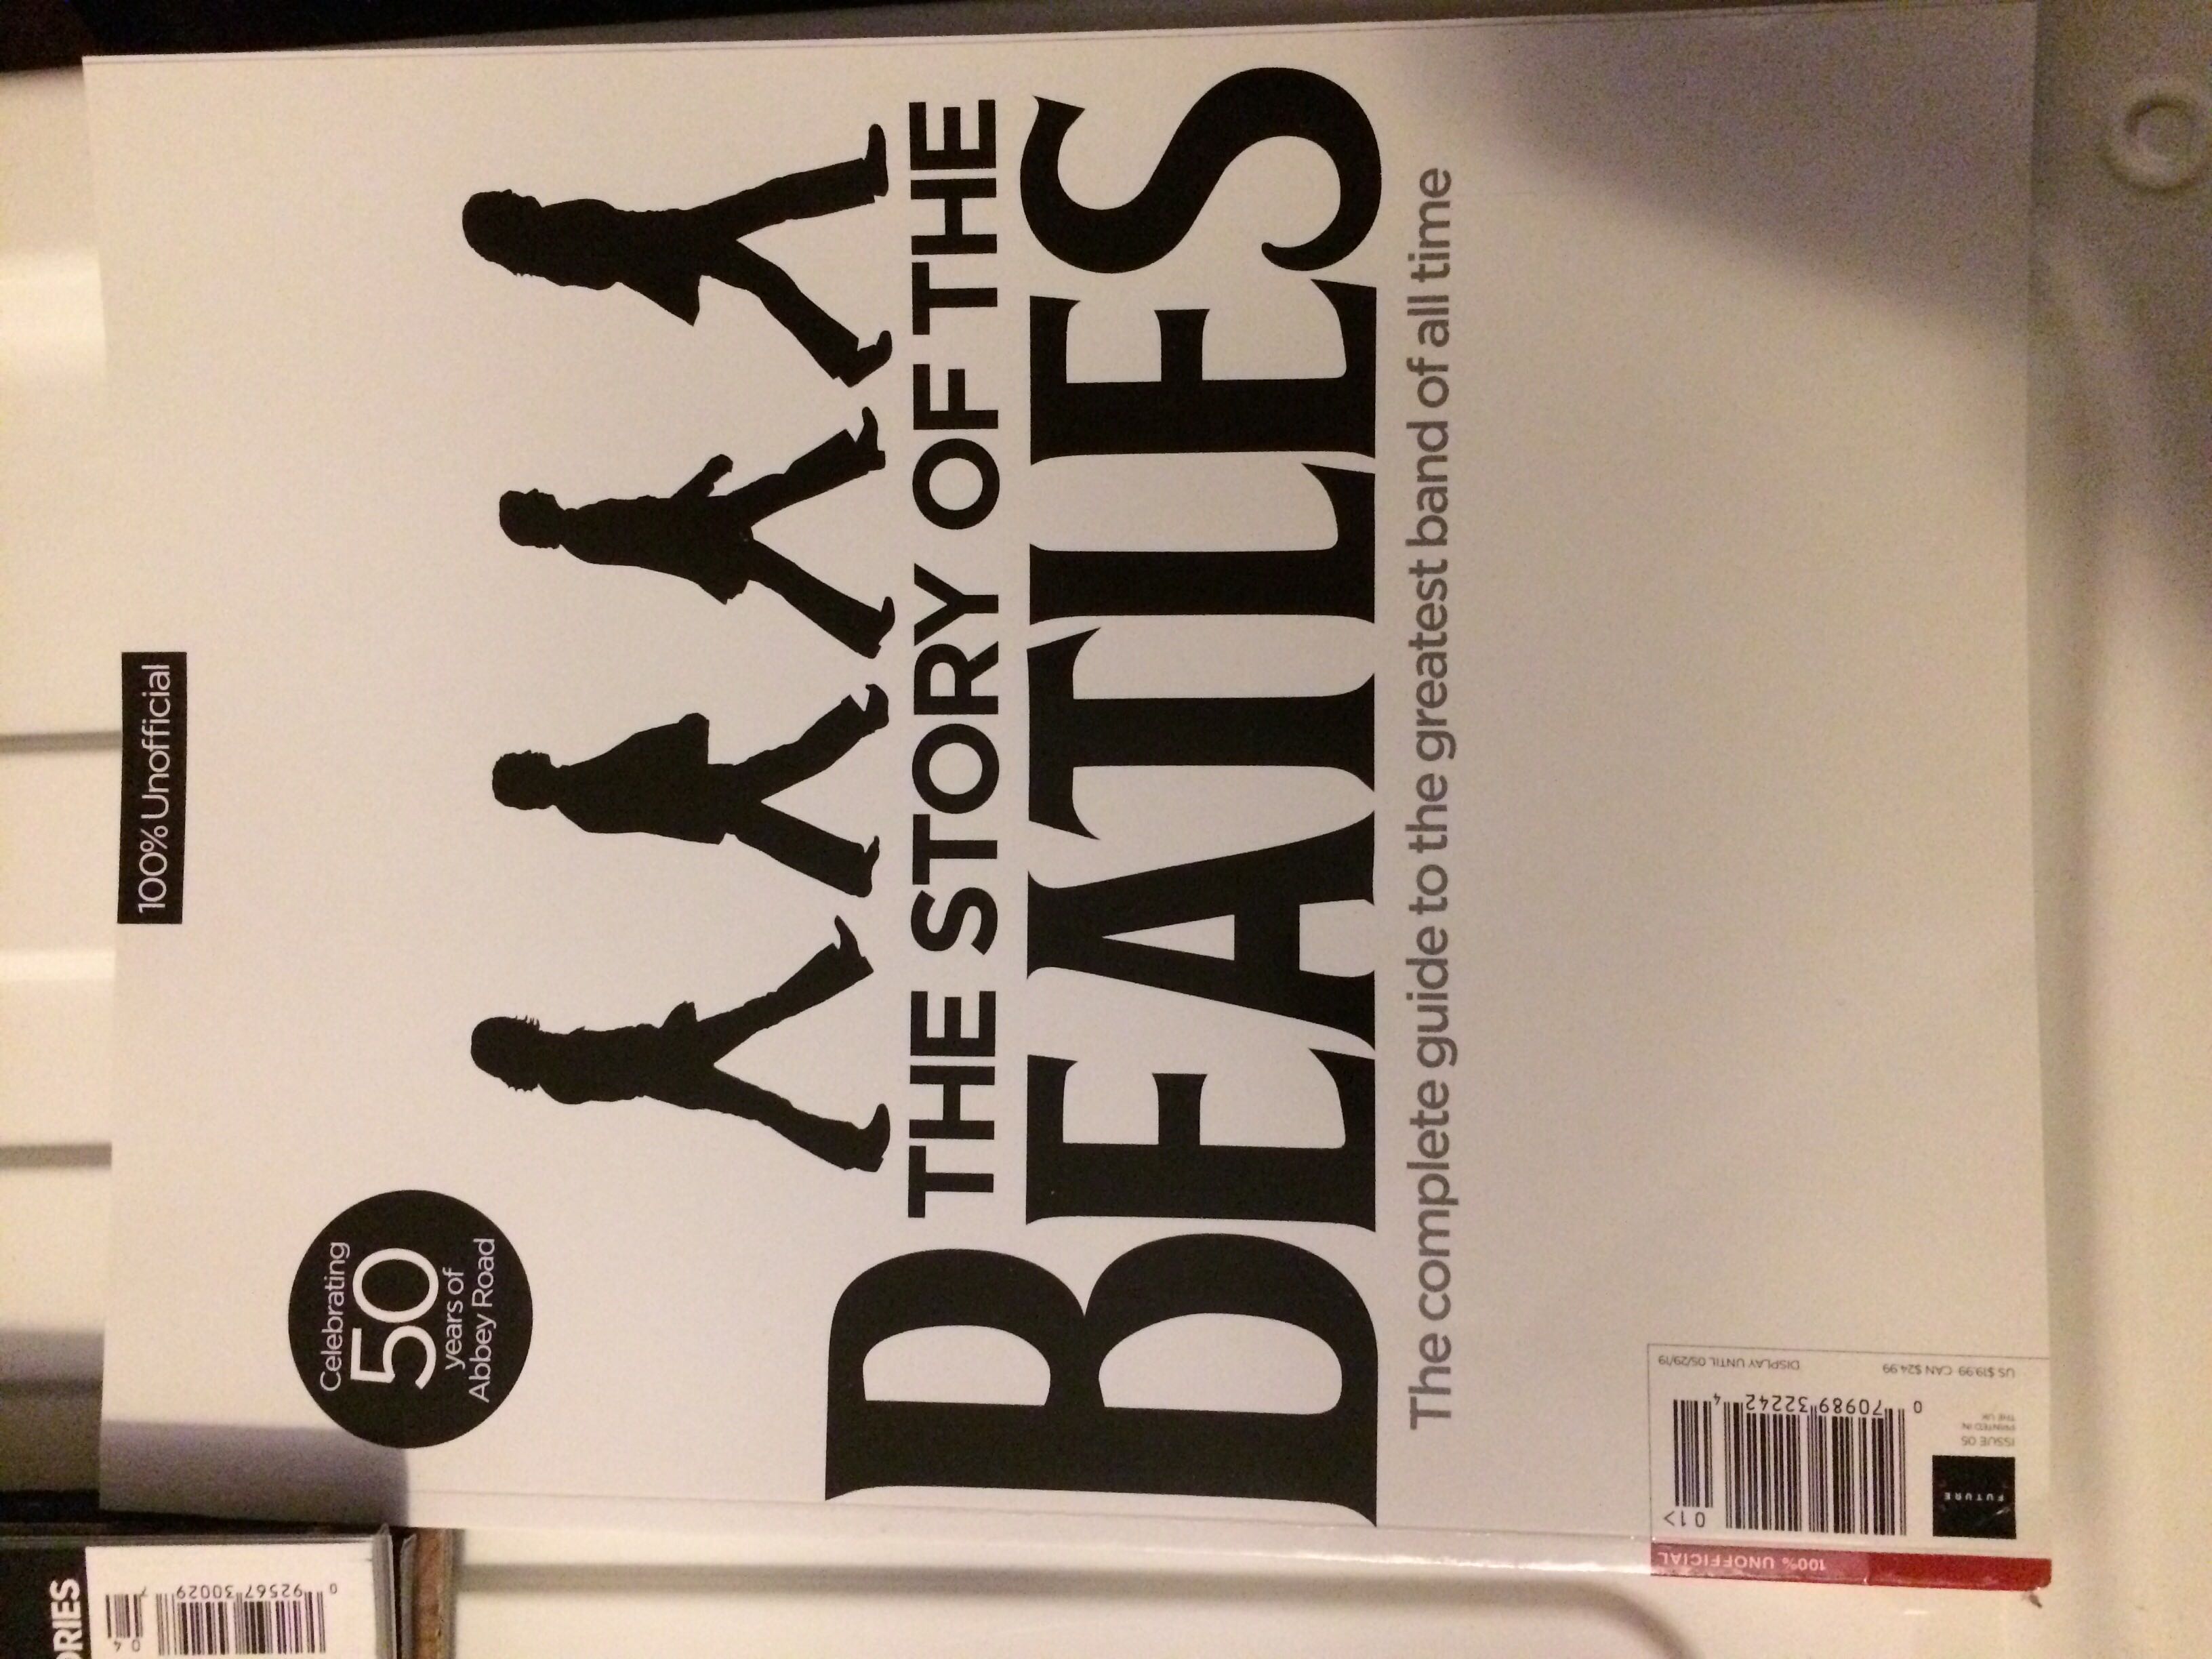 100% Unofficial
Celebrating
50
years of
Abbey Road
THE STORY OF THE
BEATLES
The complete guide to the greatest band of all time
100% UNOFFICIAL
FUTURE
ISSUE 05
PRINTED IN
THE UK
01>
0 70989 32242 4
DISPLAY UNTIL 05/29/19
US $19.99 CAN $24.99
ORIES
0 92567 30029 7
04